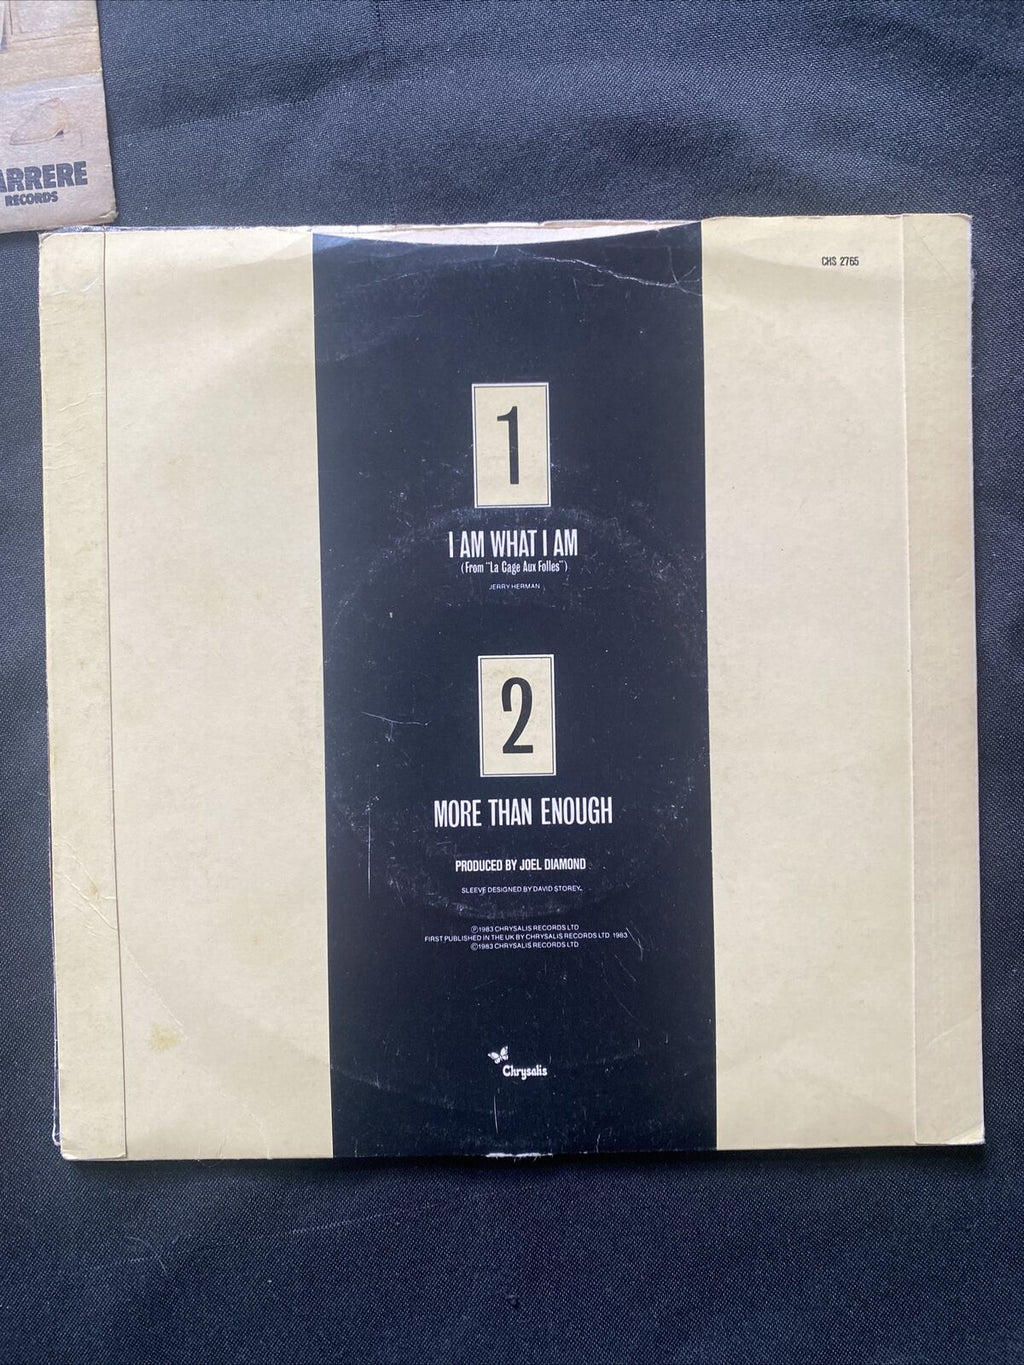 ARRERE
RECORDS
CHS 2765
1
I AM WHAT I AM
(From "La Cage Aux Folles")
JERRY HERMAN
2
MORE THAN ENOUGH
PRODUCED BY JOEL DIAMOND
SLEEVE DESIGNED BY DAVID STOREY.
Ⓟ1983 CHRYSALIS RECORDS LTD
FIRST PUBLISHED IN THE UK BY CHRYSALIS RECORDS LTD. 1983
©1983 CHRYSALIS RECORDS LTD
Chrysalis